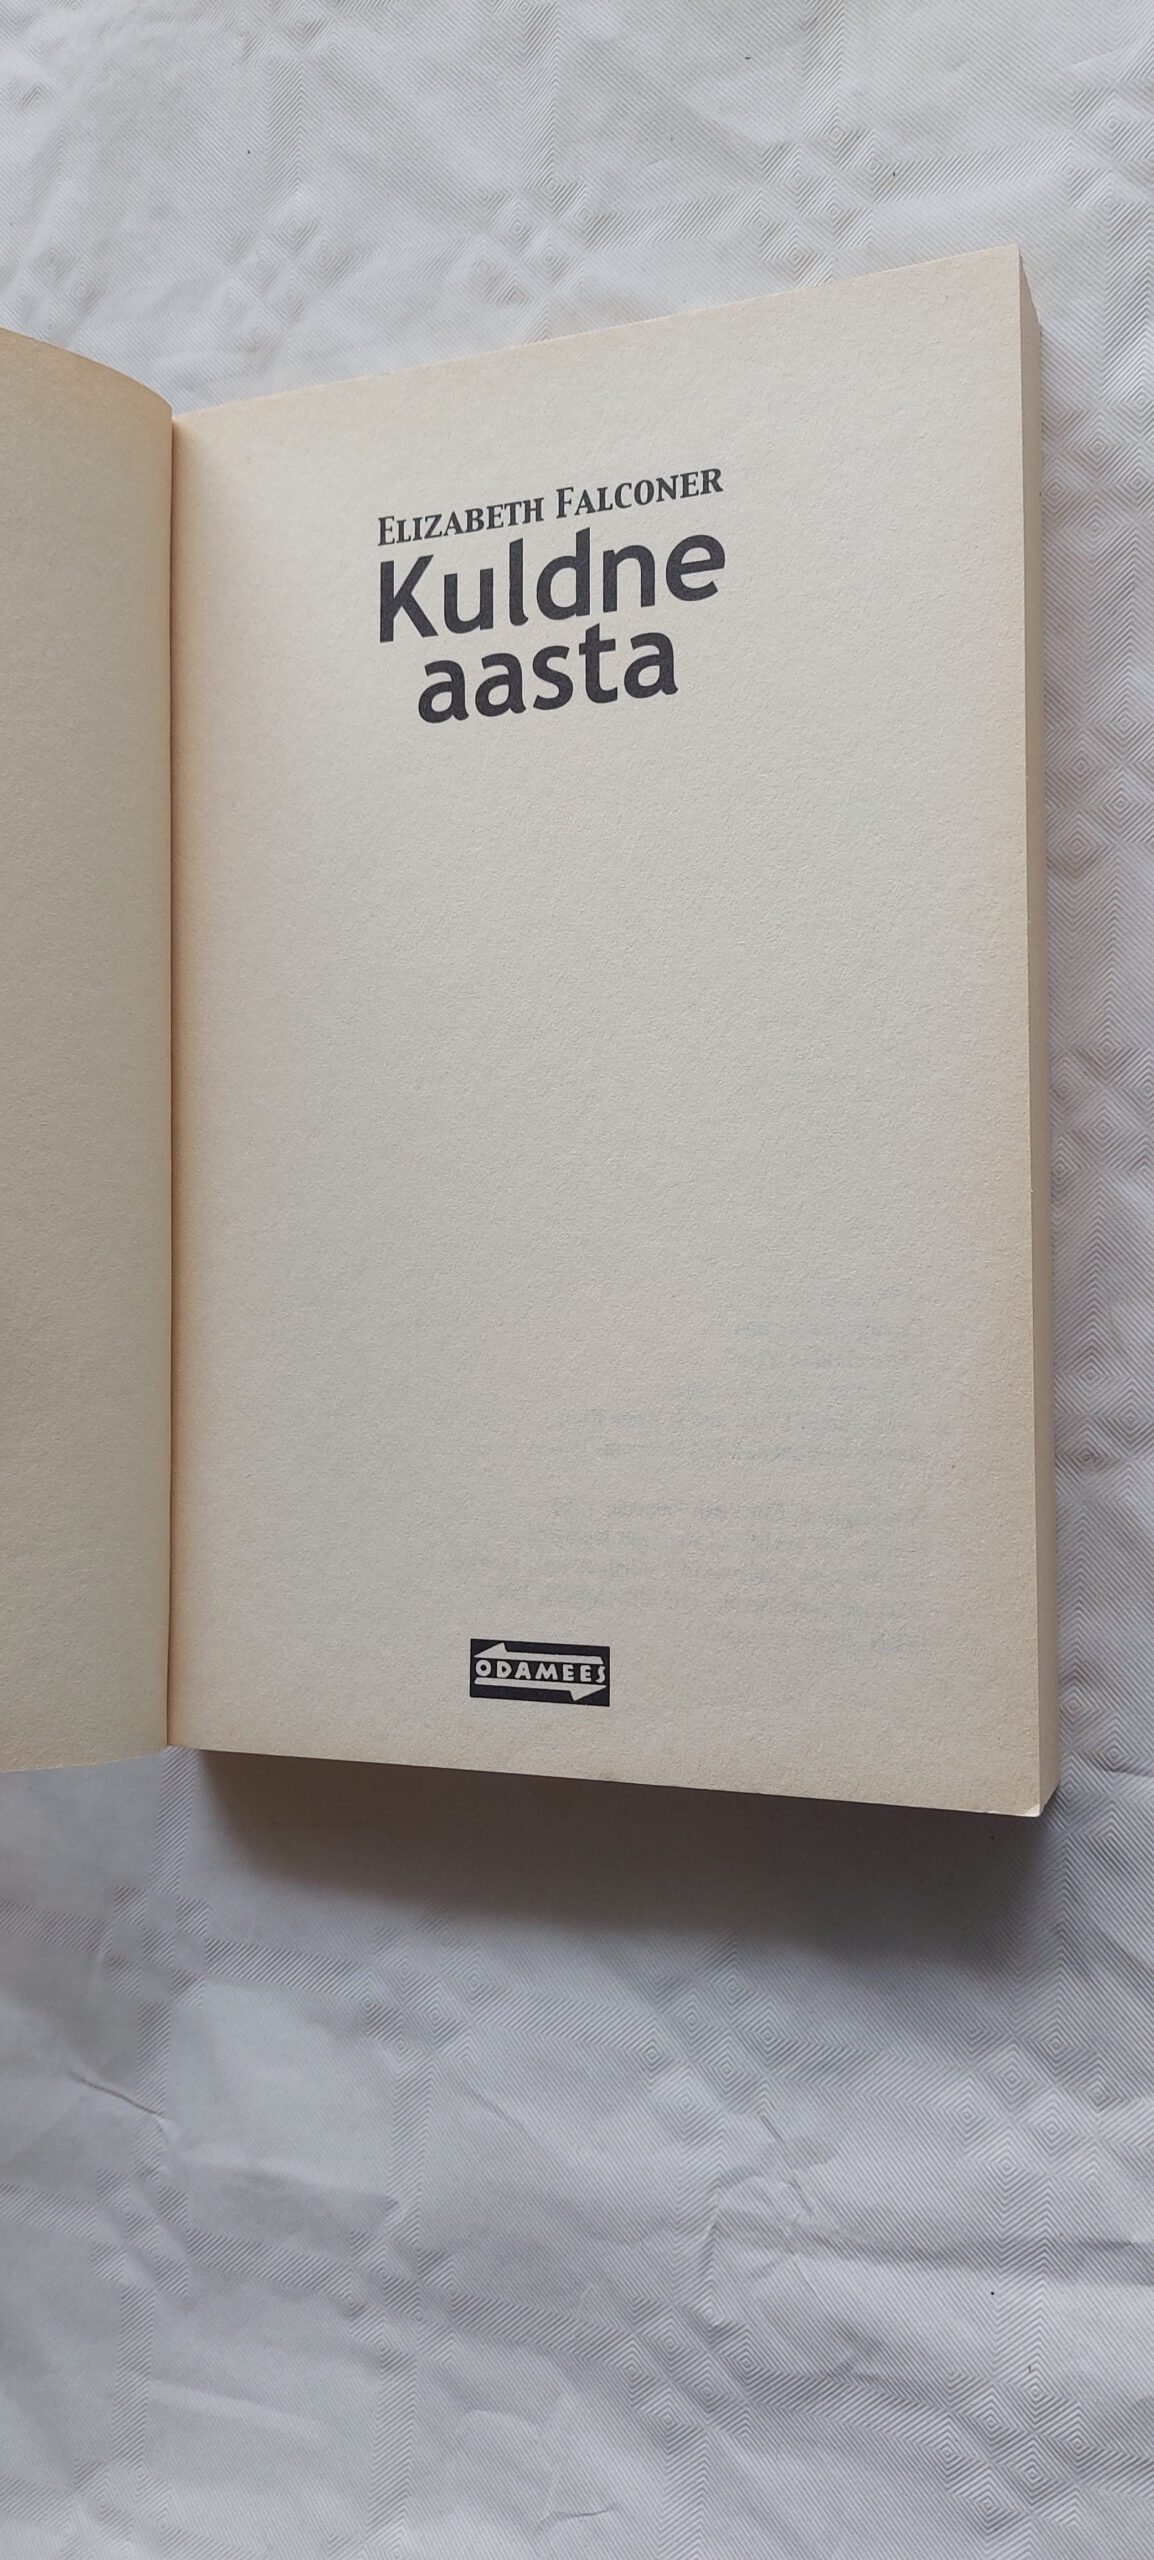 ELIZABETH FALCONER
Kuldne
aasta
ODAMEES